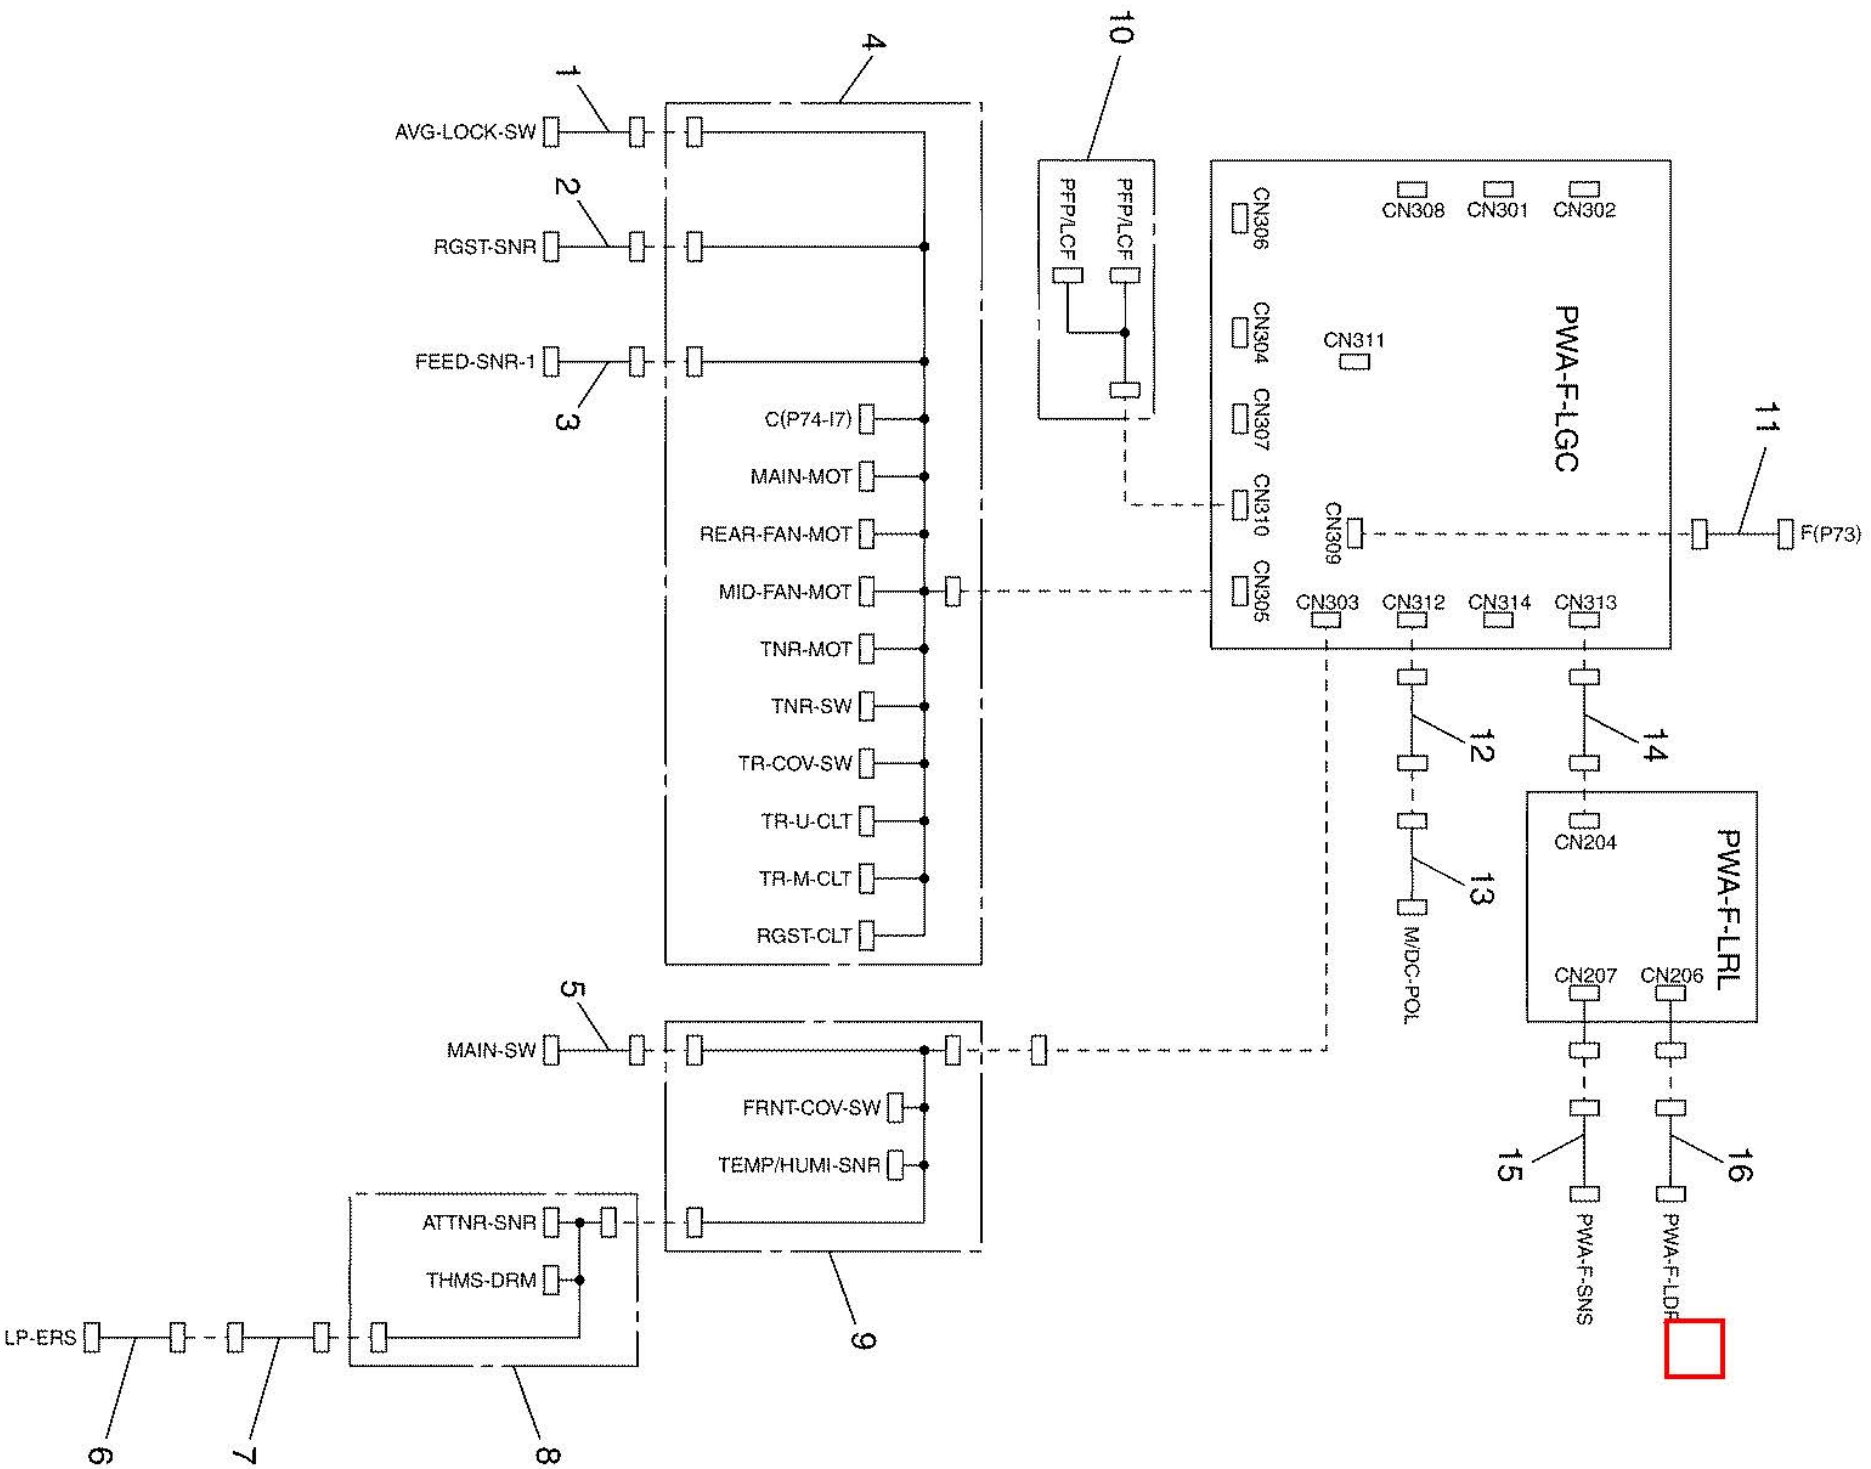 10
4
1
AVG-LOCK-SW
2
RGST-SNR
3
FEED-SNR-1
C(P74-I7)
MAIN-MOT
REAR-FAN-MOT
MID-FAN-MOT
TNR-MOT
TNR-SW
TR-COV-SW
TR-U-CLT
TR-M-CLT
RGST-CLT
PFP/LCF
PFP/LCF
CN306
CN308
CN301
CN302
CN304
CN311
PWA-F-LGC
CN307
CN310
CN309
CN305
CN303
CN312
CN314
CN313
11
F(P73)
12
14
13
M/DC-POL
CN204
PWA-F-LRL
CN207
CN206
15
16
PWA-F-SNS
5
MAIN-SW
FRNT-COV-SW
TEMP/HUMI-SNR
9
ATTNR-SNR
THMS-DRM
LP-ERS
6
7
8